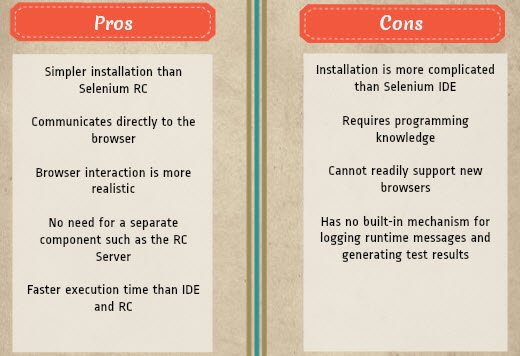 Pros
Simpler installation than
Selenium RC
Communicates directly to the
browser
Browser interaction is more
realistic
No need for a separate
component such as the RC
Server
Faster execution time than IDE
and RC
Cons
Installation is more complicated
than Selenium IDE
Requires programming
knowledge
Cannot readily support new
browsers
Has no built-in mechanism for
logging runtime messages and
generating test results